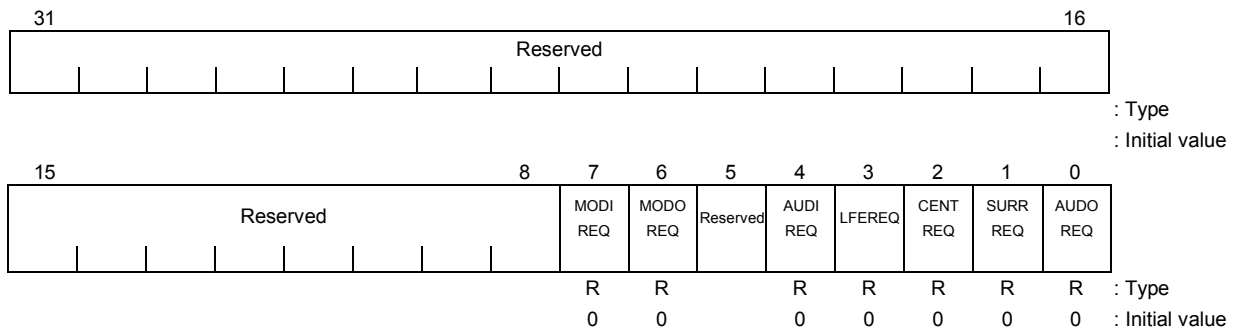 31 16
Reserved
: Type
: Initial value
15 8 7 6 5 4 3 2 1 0
Reserved MODI REQ MODO REQ Reserved AUDI REQ LFEREQ CENT REQ SURR REQ AUDO REQ
R R R R R R R : Type
0 0 0 0 0 0 0 : Initial value